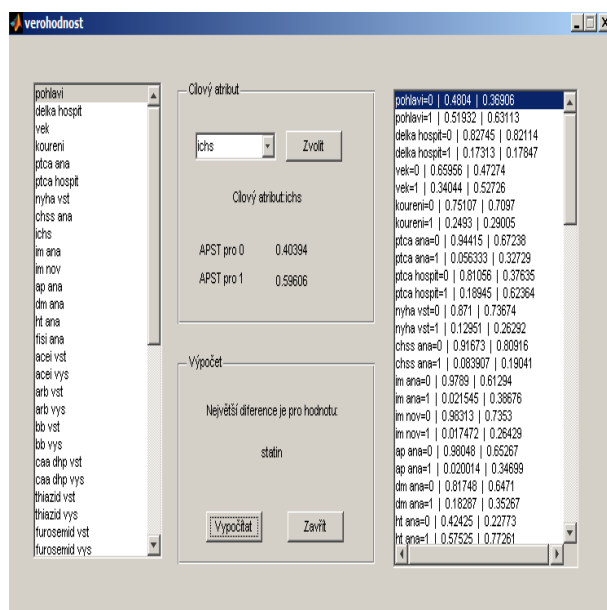 verohodnost
pohlavi
delka hospit
vek
koureni
ptca ana
ptca hospit
nyha vst
chss ana
ichs
im ana
im nov
ap ana
dm ana
ht ana
fisi ana
acei vst
acei vys
arb vst
arb vys
bb vst
bb vys
caa dhp vst
caa dhp vys
thiazid vst
thiazid vys
furosemid vst
furosemid vys
Cílový atribut
ichs
Zvolit
Cílový atribut:ichs
APST pro 0 0.40394
APST pro 1 0.59606
Výpočet
Největší diference je pro hodnotu:
statin
Vypočítat
Zavřít
pohlavi=0 | 0.4804 | 0.36906
pohlavi=1 | 0.51932 | 0.63113
delka hospit=0 | 0.82745 | 0.82114
delka hospit=1 | 0.17313 | 0.17847
vek=0 | 0.65956 | 0.47274
vek=1 | 0.34044 | 0.52726
koureni=0 | 0.75107 | 0.7097
koureni=1 | 0.2493 | 0.29005
ptca ana=0 | 0.94415 | 0.67238
ptca ana=1 | 0.056333 | 0.32729
ptca hospit=0 | 0.81056 | 0.37635
ptca hospit=1 | 0.18945 | 0.62364
nyha vst=0 | 0.871 | 0.73674
nyha vst=1 | 0.12951 | 0.26292
chss ana=0 | 0.91673 | 0.80916
chss ana=1 | 0.083907 | 0.19041
im ana=0 | 0.9789 | 0.61294
im ana=1 | 0.021545 | 0.38676
im nov=0 | 0.98313 | 0.7353
im nov=1 | 0.017472 | 0.26429
ap ana=0 | 0.98048 | 0.65267
ap ana=1 | 0.020014 | 0.34699
dm ana=0 | 0.81748 | 0.6471
dm ana=1 | 0.18287 | 0.35267
ht ana=0 | 0.42425 | 0.22773
ht ana=1 | 0.57525 | 0.77261